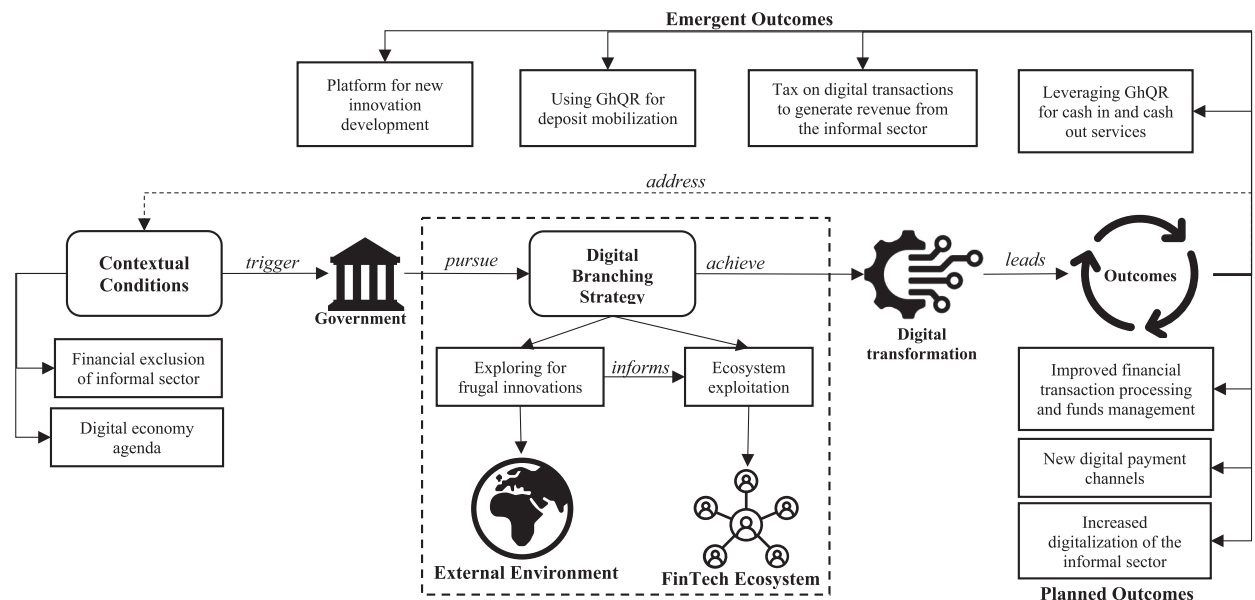 Emergent Outcomes
Platform for new
innovation
development
Using GhQR for
deposit mobilization
Tax on digital transactions
to generate revenue from
the informal sector
Leveraging GhQR
for cash in and cash
out services
address
Contextual
Conditions
trigger
Government
pursue
Digital
Branching
Strategy
achieve
Digital
transformation
leads
Outcomes
Financial exclusion
of informal sector
Digital economy
agenda
Exploring for
frugal innovations
informs
Ecosystem
exploitation
External Environment
FinTech Ecosystem
Improved financial
transaction processing
and funds management
New digital payment
channels
Increased
digitalization of the
informal sector
Planned Outcomes